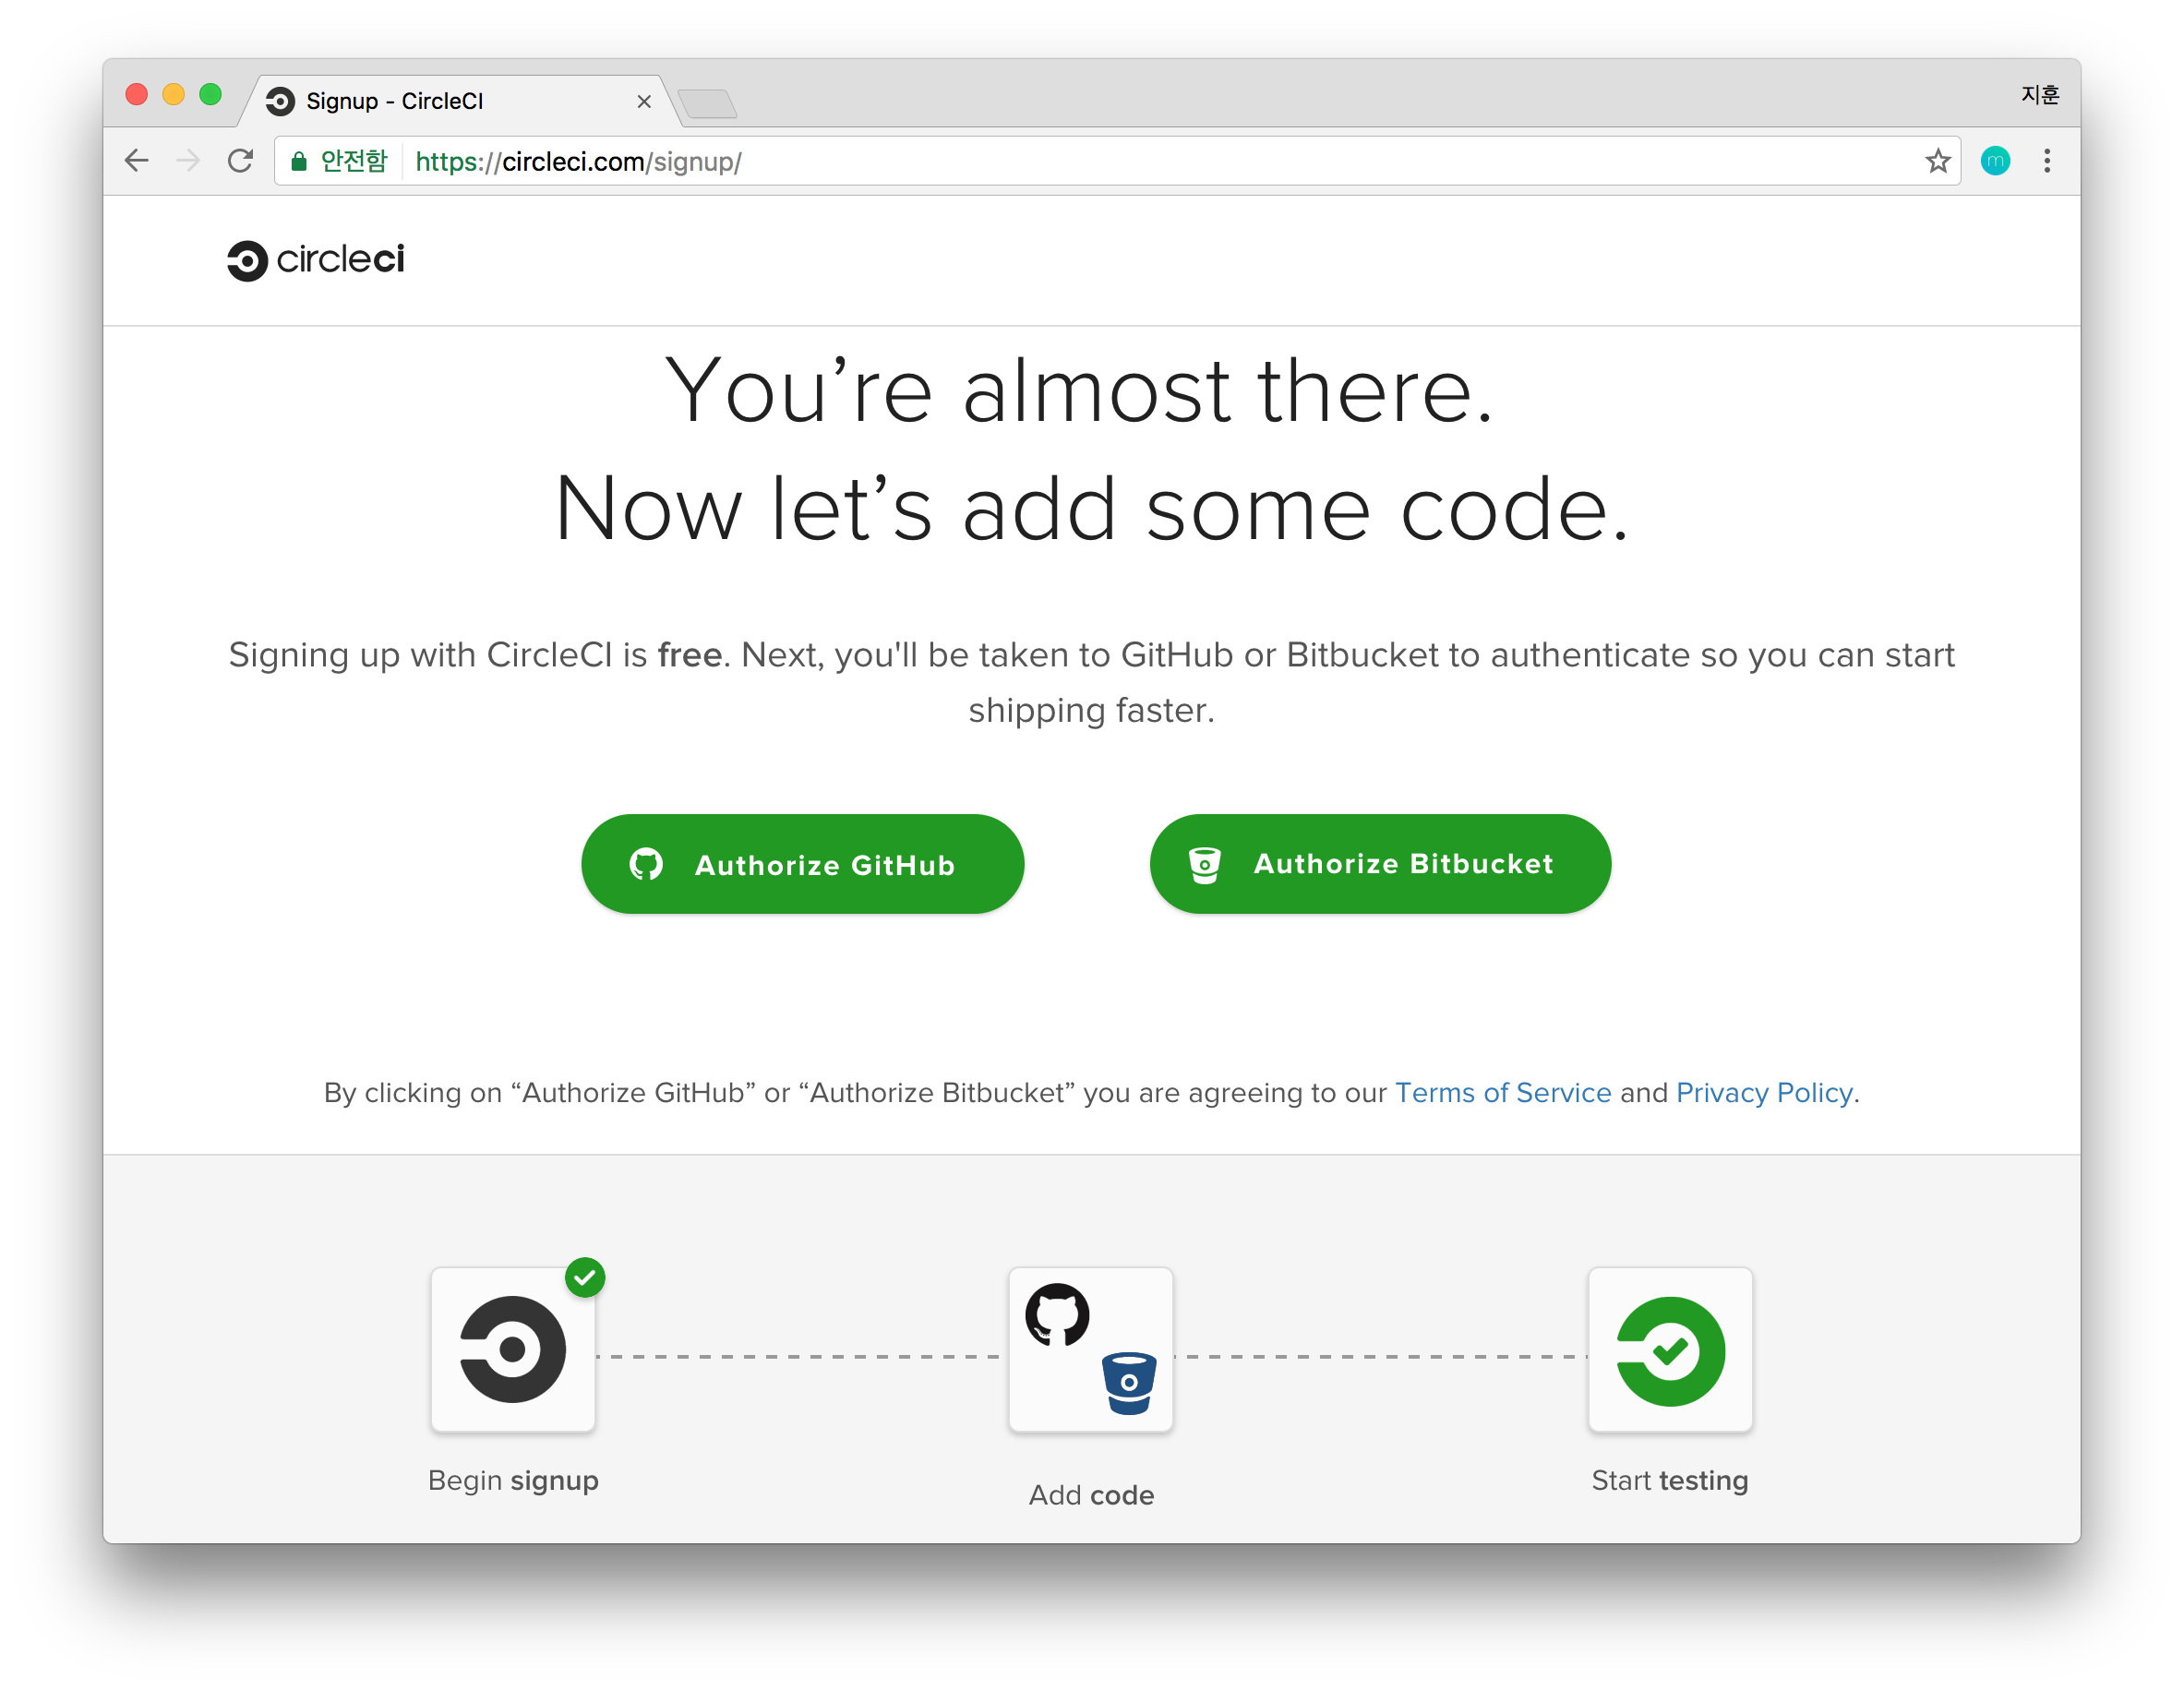 Signup - CircleCI
지훈
안전함 https://circleci.com/signup/
m
circleci
You’re almost there.
Now let’s add some code.
Signing up with CircleCI is free. Next, you'll be taken to GitHub or Bitbucket to authenticate so you can start
shipping faster.
Authorize GitHub
Authorize Bitbucket
By clicking on “Authorize GitHub” or “Authorize Bitbucket” you are agreeing to our Terms of Service and Privacy Policy.
Begin signup
Add code
Start testing